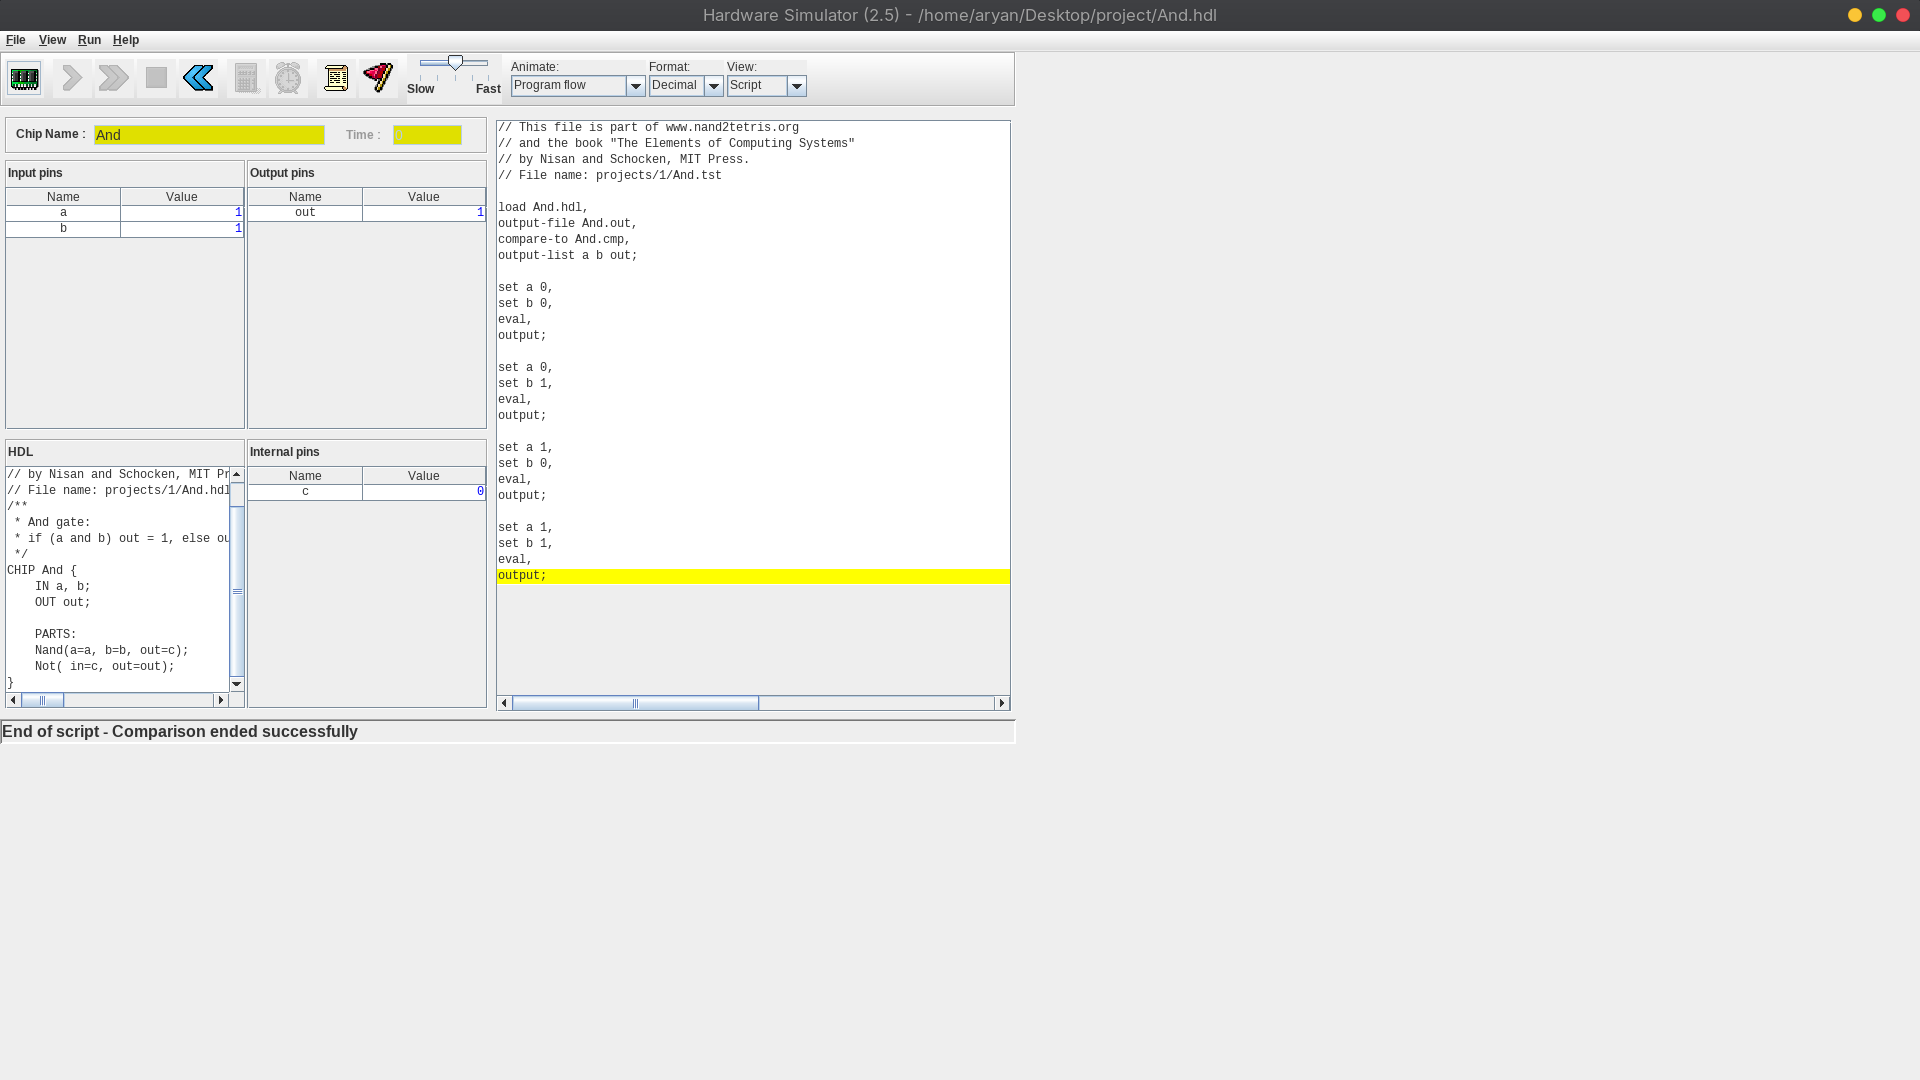 Hardware Simulator (2.5) - /home/aryan/Desktop/project/And.hdl
File View Run Help
Slow Fast
Animate:
Program flow
Format:
Decimal
View:
Script
Chip Name : And Time :
Input pins
Name Value
a 1
b 1
Output pins
Name Value
out 1
HDL
// by Nisan and Schocken, MIT Pr
// File name: projects/1/And.hdl
/**
* And gate:
* if (a and b) out = 1, else ou
*/
CHIP And {
IN a, b;
OUT out;
PARTS:
Nand(a=a, b=b, out=c);
Not( in=c, out=out);
}
Internal pins
Name Value
c 0
// This file is part of www.nand2tetris.org
// and the book "The Elements of Computing Systems"
// by Nisan and Schocken, MIT Press.
// File name: projects/1/And.tst
load And.hdl,
output-file And.out,
compare-to And.cmp,
output-list a b out;
set a 0,
set b 0,
eval,
output;
set a 0,
set b 1,
eval,
output;
set a 1,
set b 0,
eval,
output;
set a 1,
set b 1,
eval,
output;
End of script - Comparison ended successfully